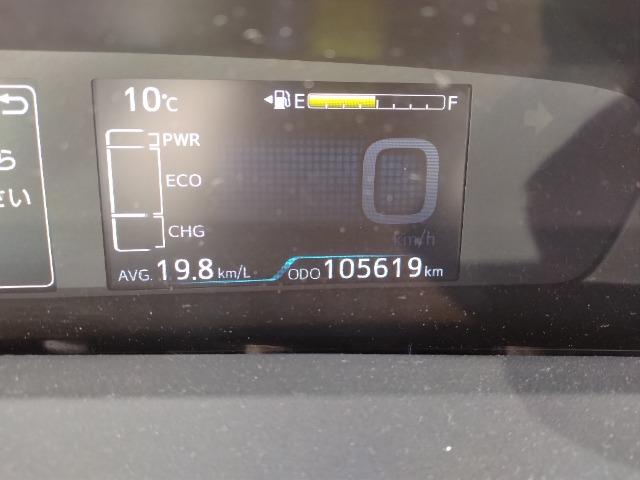 ら
さい
10℃
E F
PWR
ECO
CHG
0
km/h
AVG. 19.8 km/L ODO 105619 km